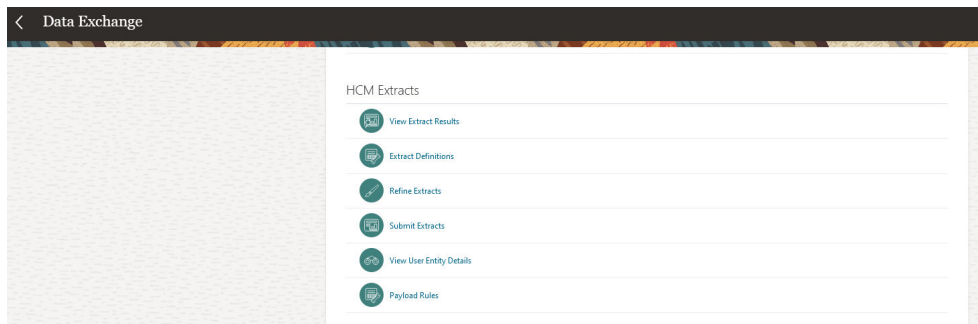 Data Exchange
HCM Extracts
View Extract Results
Extract Definitions
Refine Extracts
Submit Extracts
View User Entity Details
Payload Rules